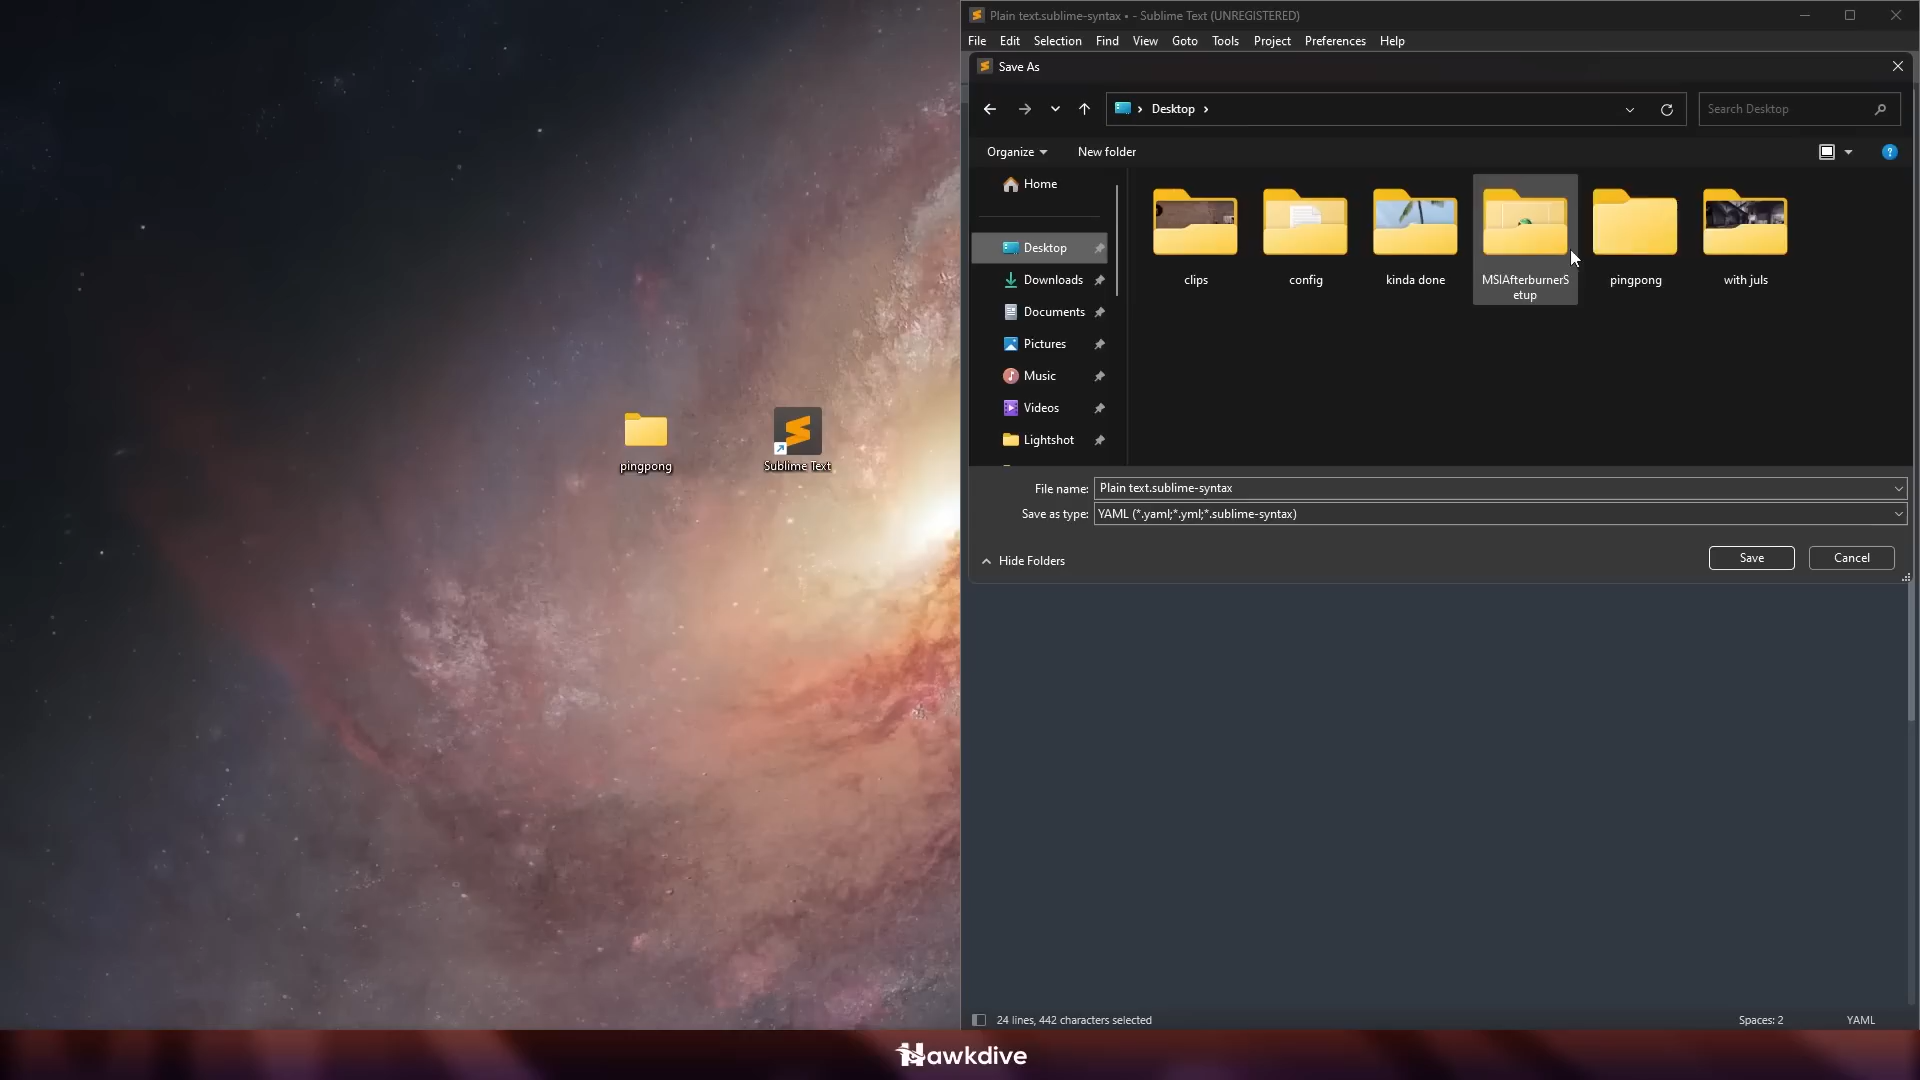 Plain text.sublime-syntax • - Sublime Text (UNREGISTERED)
File Edit Selection Find View Goto Tools Project Preferences Help
Save As
Desktop
Search Desktop
Organize
New folder
Home
Desktop
Downloads
Documents
Pictures
Music
Videos
Lightshot
clips
config
kinda done
MSIAfterburnerS
etup
pingpong
with juls
pingpong
Sublime Text
File name: Plain text.sublime-syntax
Save as type: YAML (*.yaml;*.yml;*.sublime-syntax)
Hide Folders
Save
Cancel
24 lines, 442 characters selected
Spaces: 2
YAML
Hawkdive